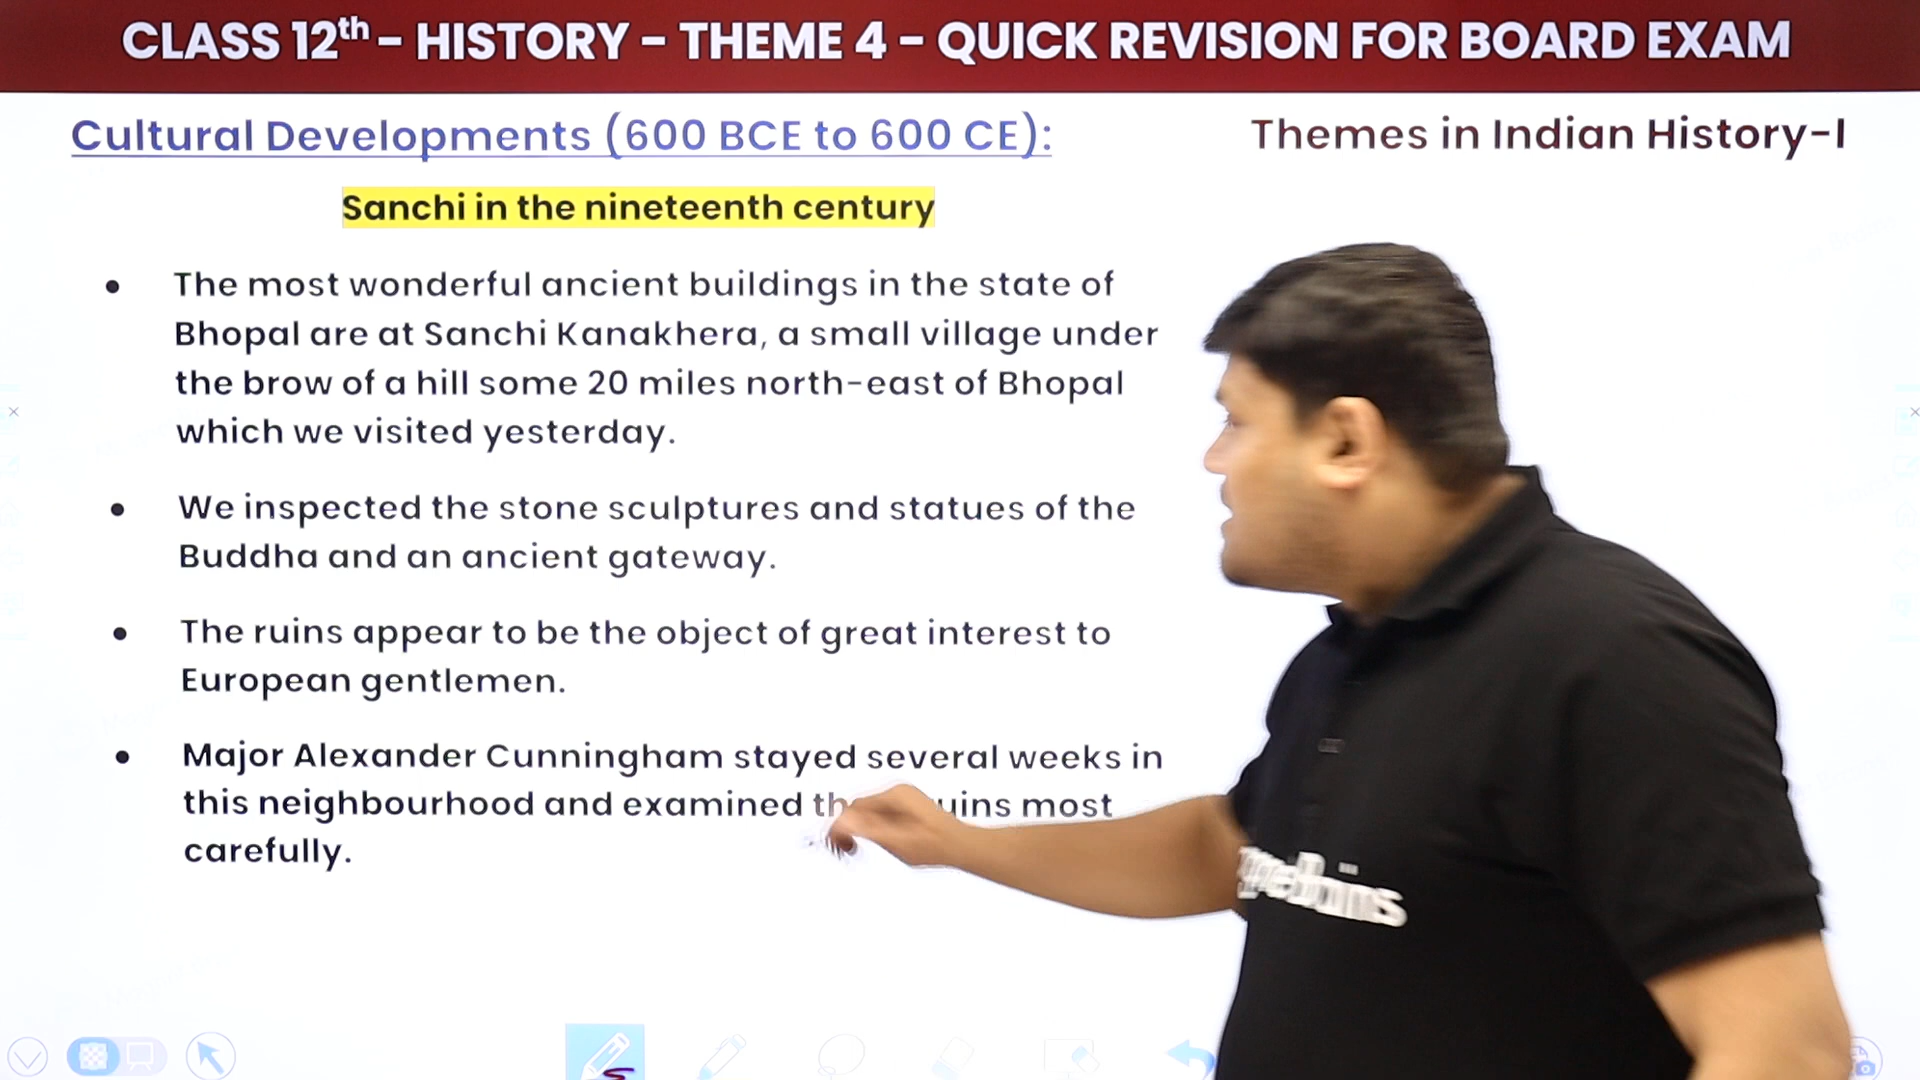 CLASS 12th - HISTORY - THEME 4 - QUICK REVISION FOR BOARD EXAM
Cultural Developments (600 BCE to 600 CE):
Themes in Indian History-I
Sanchi in the nineteenth century
• The most wonderful ancient buildings in the state of
Bhopal are at Sanchi Kanakhera, a small village under
the brow of a hill some 20 miles north-east of Bhopal
which we visited yesterday.
• We inspected the stone sculptures and statues of the
Buddha and an ancient gateway.
• The ruins appear to be the object of great interest to
European gentlemen.
• Major Alexander Cunningham stayed several weeks in
this neighbourhood and examined most
carefully.